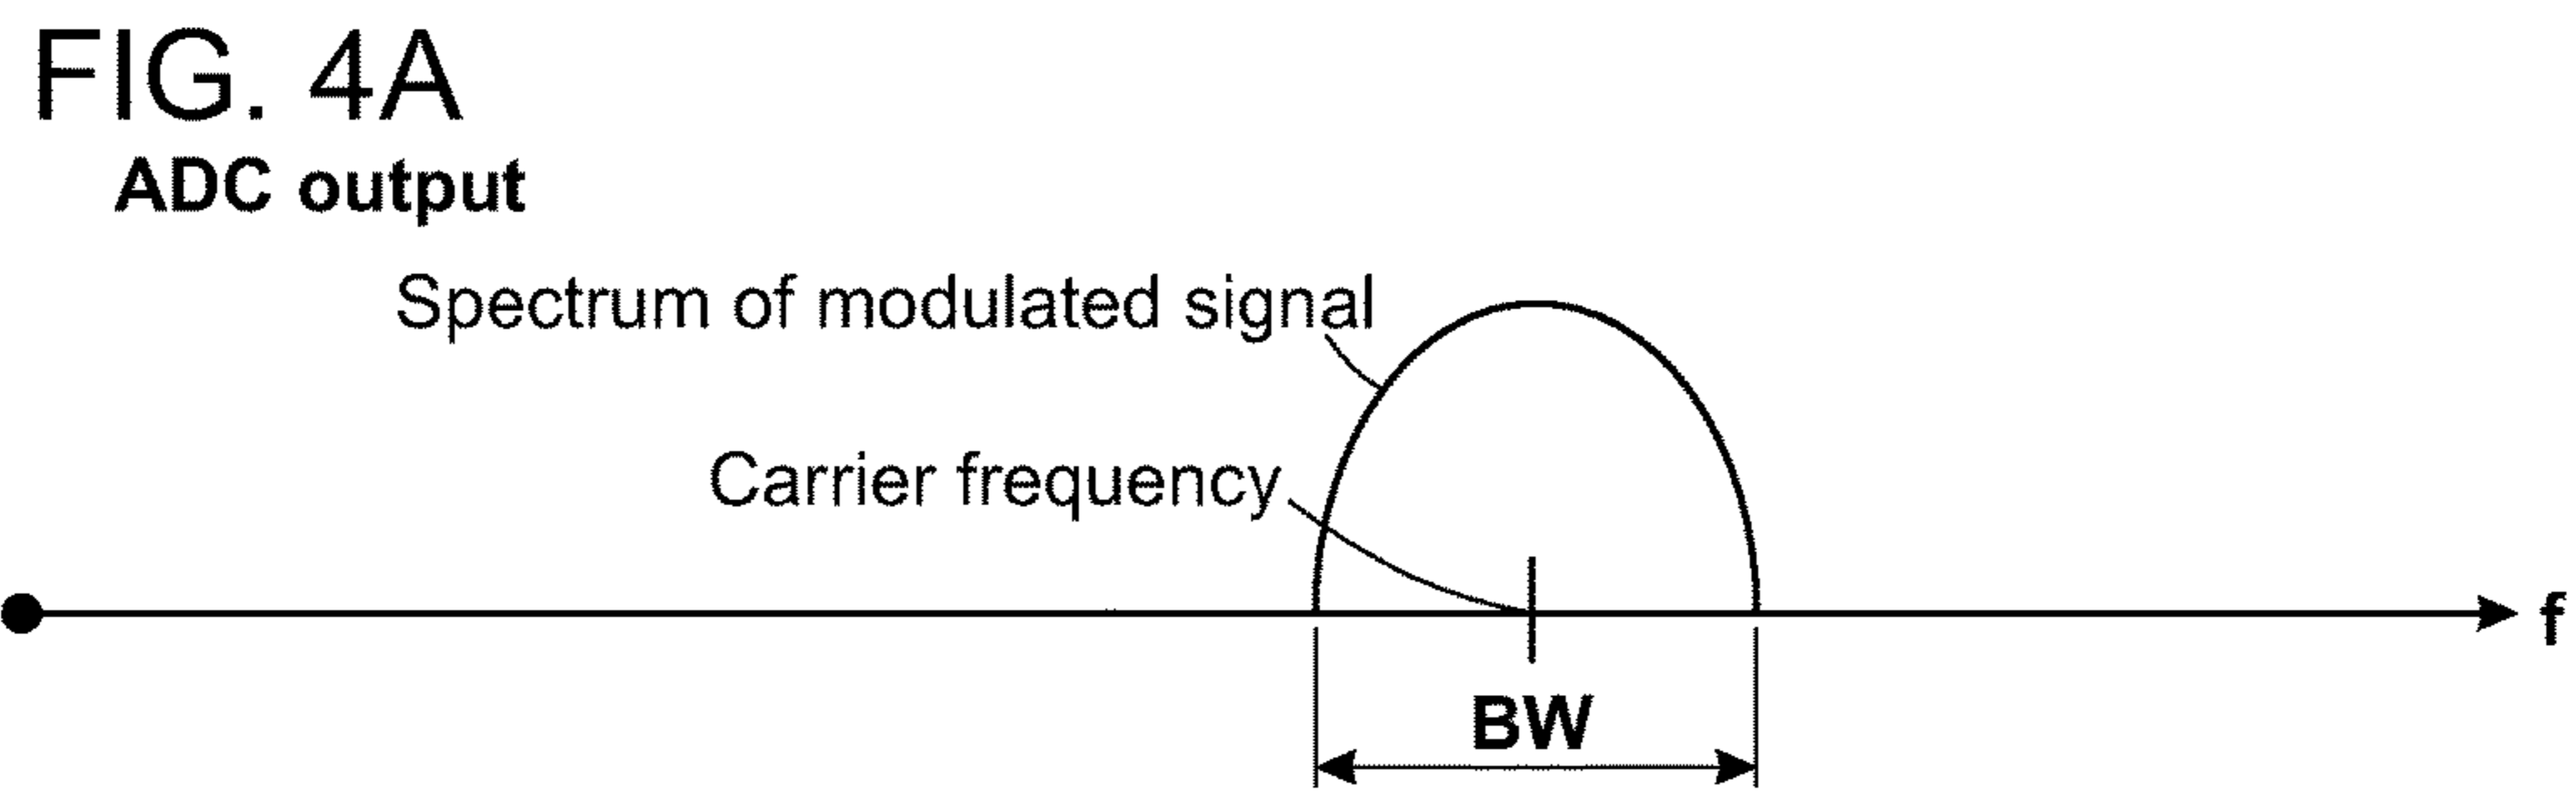 FIG. 4A
ADC output
Spectrum of modulated signal
Carrier frequency
f
BW